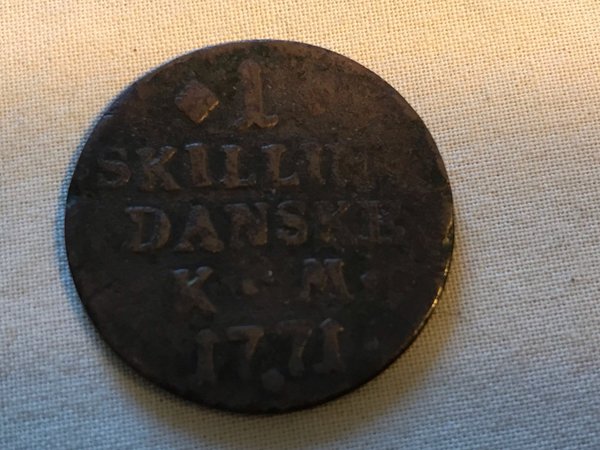 1
SKILLING
DANSKE
K · M ·
1771